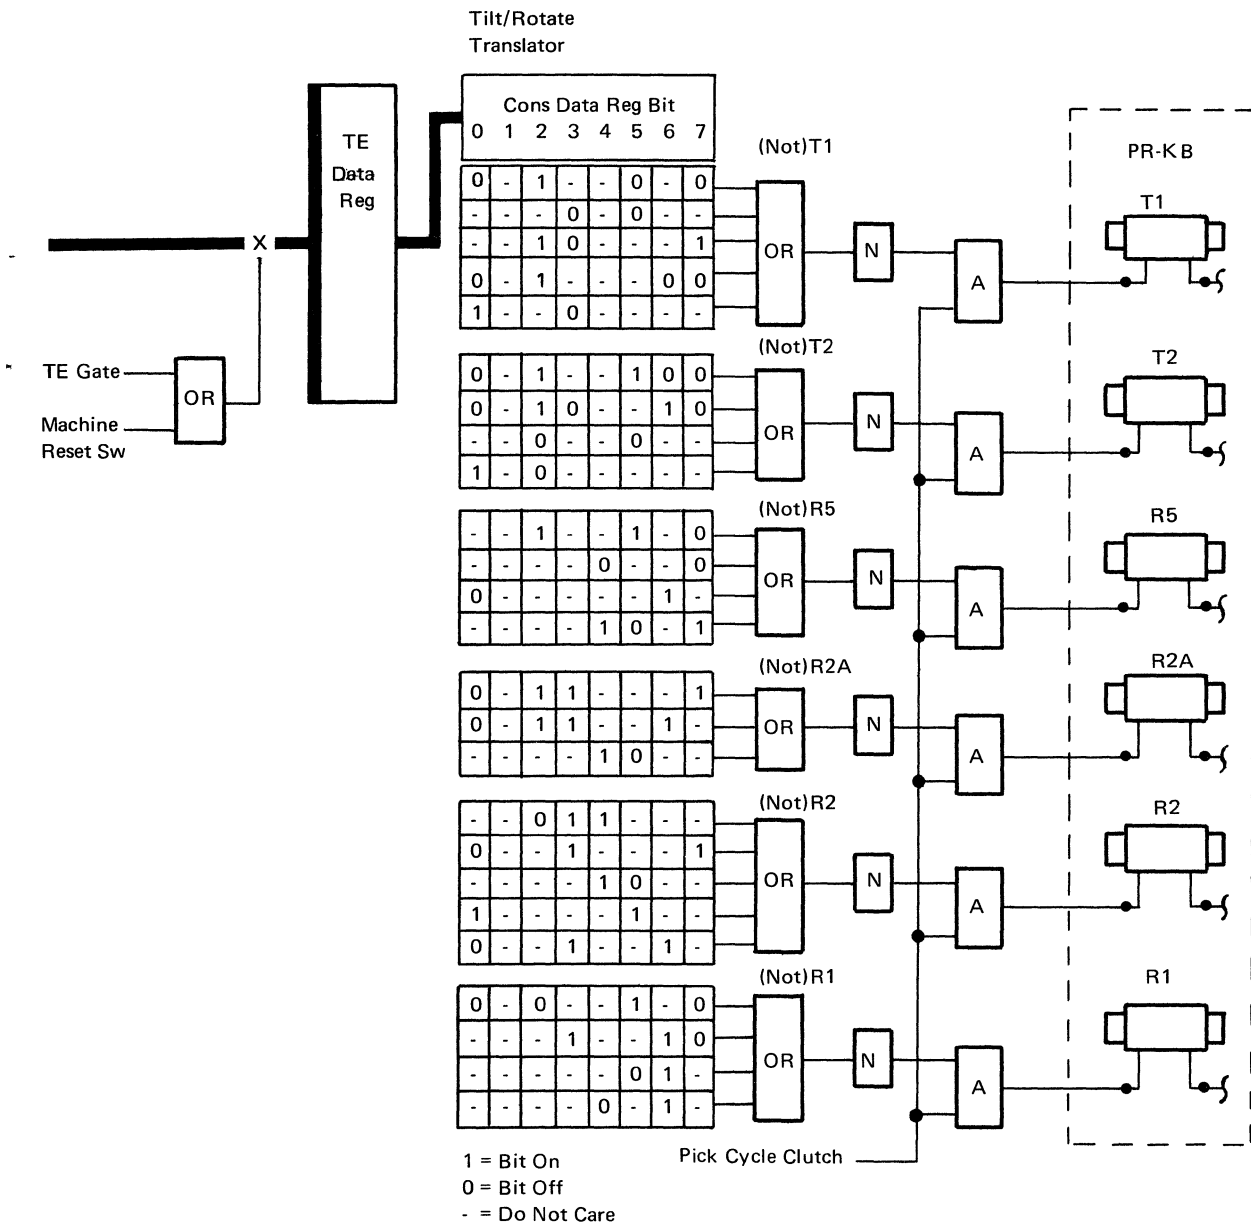 Tilt/Rotate
Translator
Cons Data Reg Bit
0 1 2 3 4 5 6 7
TE
Data
Reg
X
TE Gate
Machine
Reset Sw
OR
(Not)T1
0 - 1 - - 0 - 0
- - - 0 - 0 - -
- - 1 0 - - - 1
0 - 1 - - - 0 0
1 - - 0 - - - -
OR
N
A
(Not)T2
0 - 1 - - 1 0 0
0 - 1 0 - - 1 0
- - 0 - - 0 - -
1 - 0 - - - - -
OR
N
A
(Not)R5
- - 1 - - 1 - 0
- - - - 0 - - 0
0 - - - - - 1 -
- - - - 1 0 - 1
OR
N
A
(Not)R2A
0 - 1 1 - - - 1
0 - 1 1 - - 1 -
- - - - 1 0 - -
OR
N
A
(Not)R2
- - 0 1 1 - - -
0 - - 1 - - - 1
- - - - 1 0 - -
1 - - - - 1 - -
0 - - 1 - - 1 -
OR
N
A
(Not)R1
0 - 0 - - 1 - 0
- - - 1 - - 1 0
- - - - - 0 1 -
- - - - 0 - 1 -
OR
N
A
PR-KB
T1
T2
R5
R2A
R2
R1
Pick Cycle Clutch
1 = Bit On
0 = Bit Off
- = Do Not Care